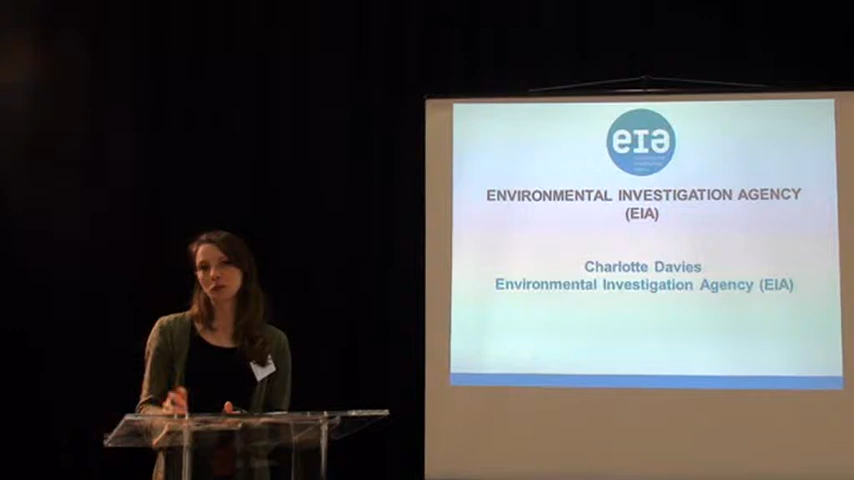 eia
ENVIRONMENTAL INVESTIGATION AGENCY
(EIA)
Charlotte Davies
Environmental Investigation Agency (EIA)